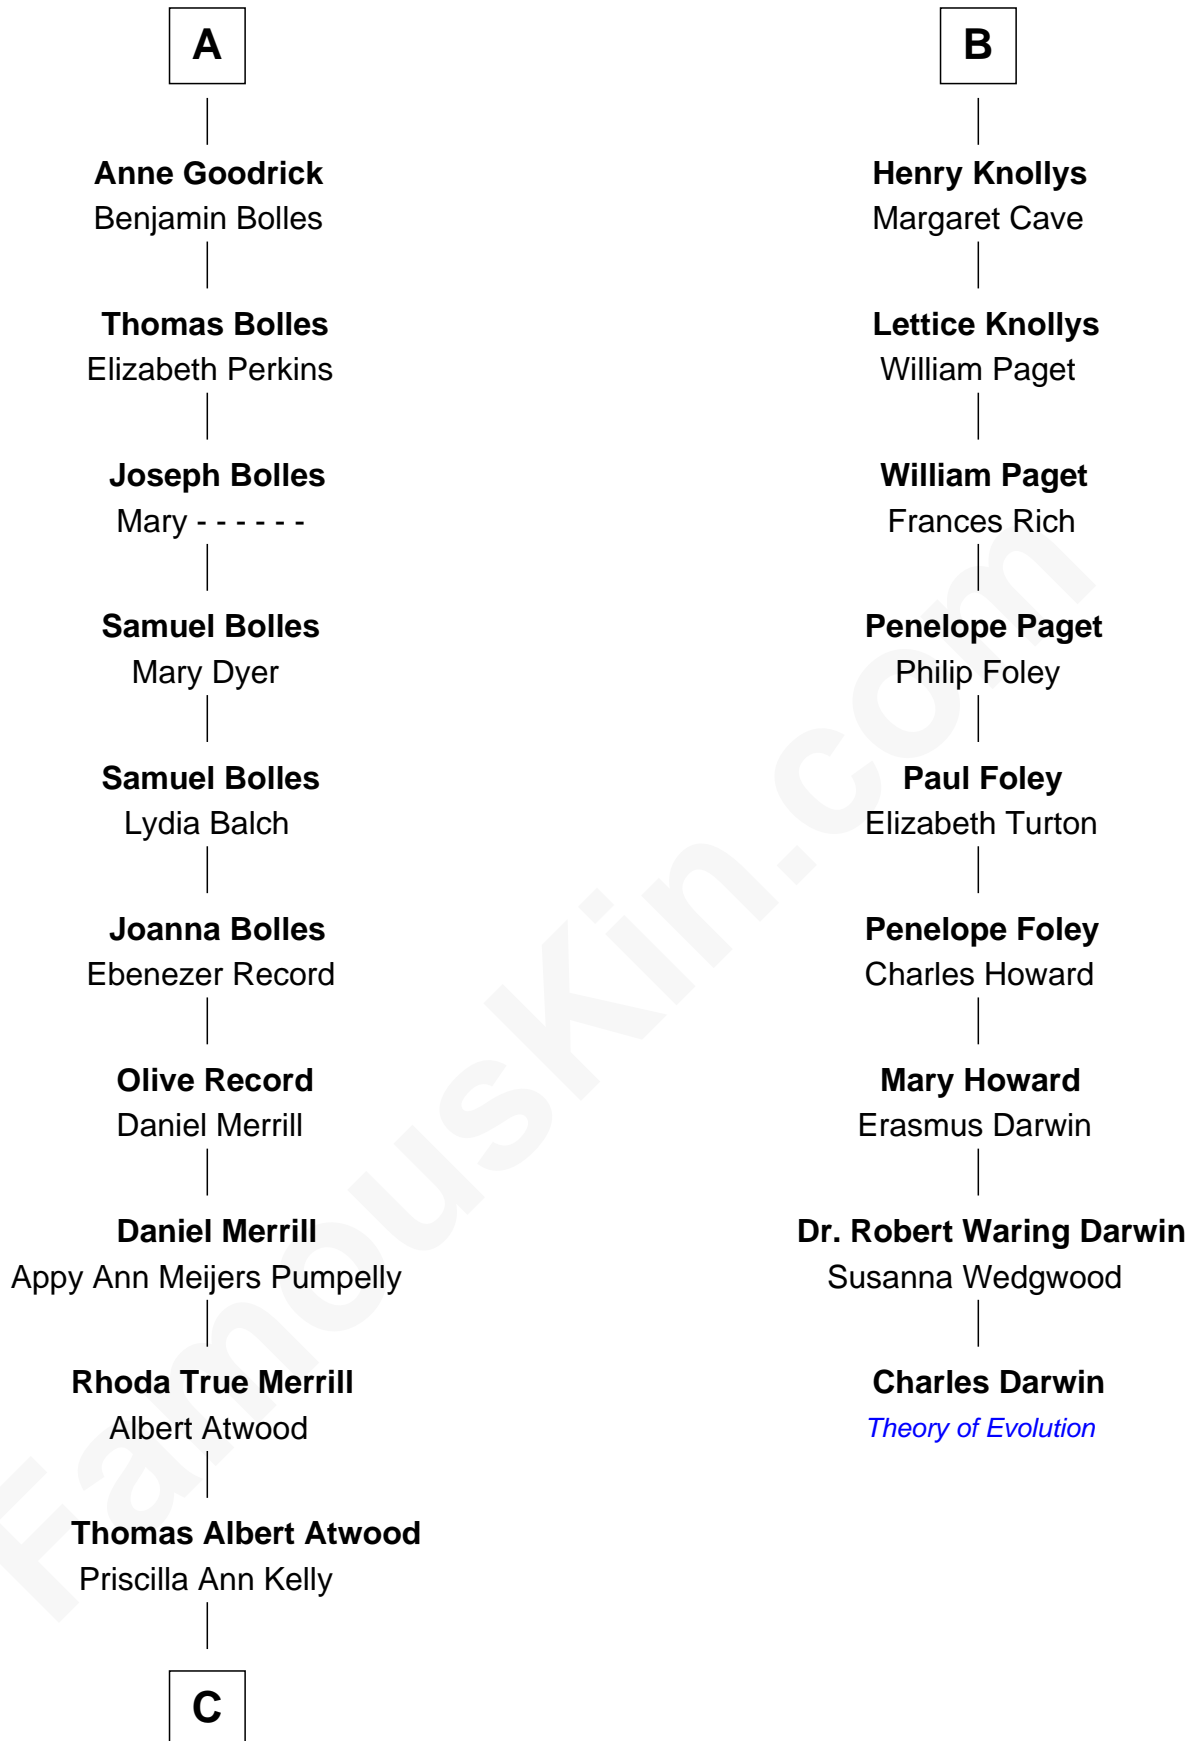 A
Anne Goodrick
Benjamin Bolles
Thomas Bolles
Elizabeth Perkins
Joseph Bolles
Mary - - - - - -
Samuel Bolles
Mary Dyer
Samuel Bolles
Lydia Balch
Joanna Bolles
Ebenezer Record
Olive Record
Daniel Merrill
Daniel Merrill
Appy Ann Meijers Pumpelly
Rhoda True Merrill
Albert Atwood
Thomas Albert Atwood
Priscilla Ann Kelly
C
B
Henry Knollys
Margaret Cave
Lettice Knollys
William Paget
William Paget
Frances Rich
Penelope Paget
Philip Foley
Paul Foley
Elizabeth Turton
Penelope Foley
Charles Howard
Mary Howard
Erasmus Darwin
Dr. Robert Waring Darwin
Susanna Wedgwood
Charles Darwin
Theory of Evolution
FamousKin.com